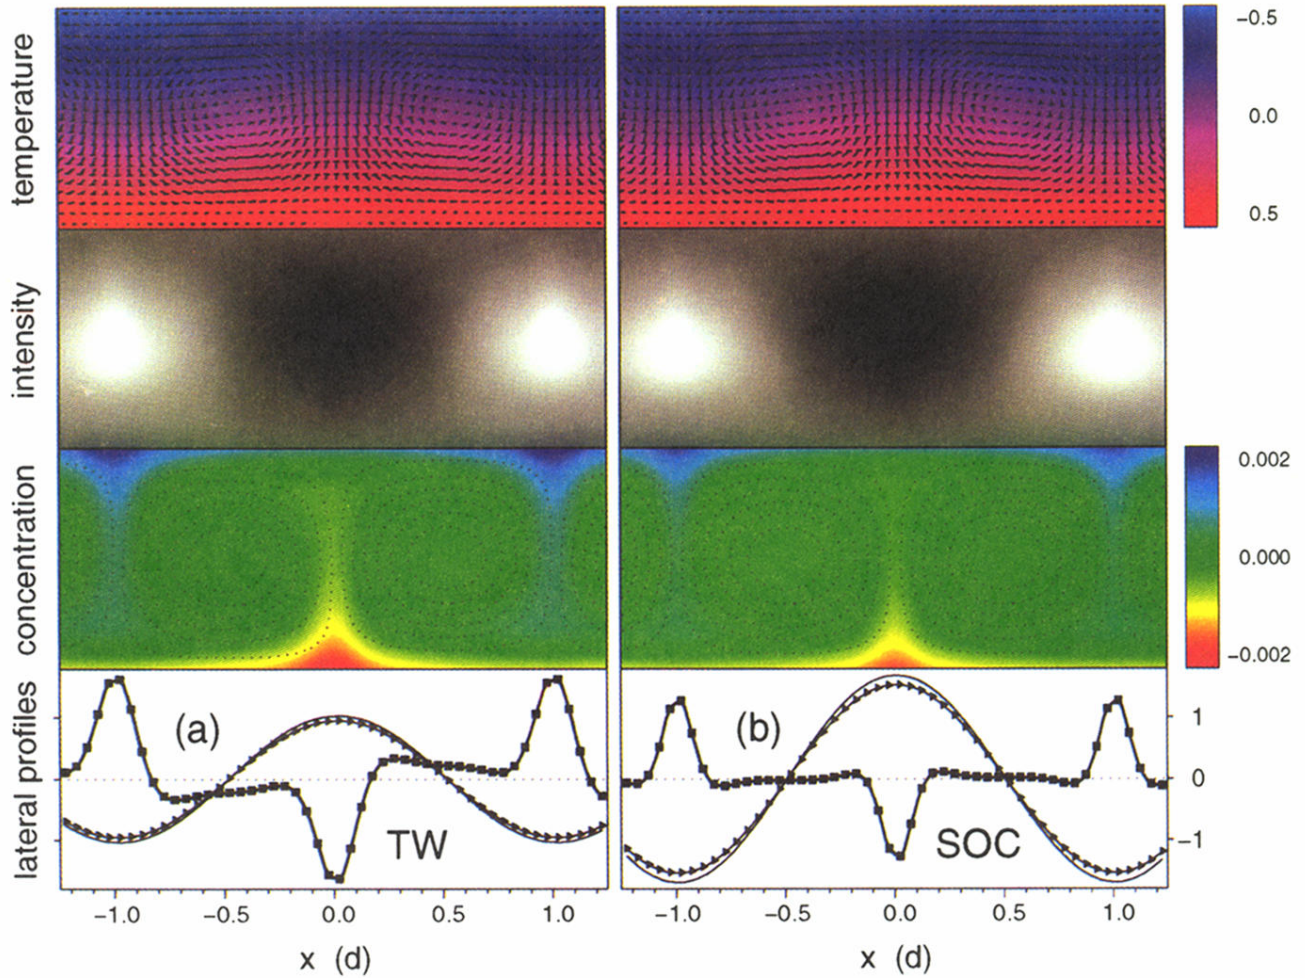 temperature
−0.5
0.0
0.5
intensity
concentration
0.002
0.000
−0.002
lateral profiles
(a)
TW
(b)
SOC
1
0
−1
−1.0 −0.5 0.0 0.5 1.0
−1.0 −0.5 0.0 0.5 1.0
x (d)
x (d)